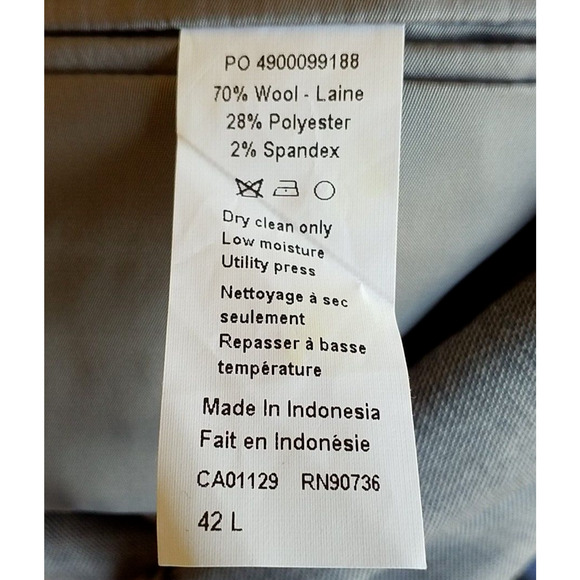 PO 4900099188
70% Wool - Laine
28% Polyester
2% Spandex
Dry clean only
Low moisture
Utility press
Nettoyage à sec
seulement
Repasser à basse
température
Made In Indonesia
Fait en Indonésie
CA01129 RN90736
42 L